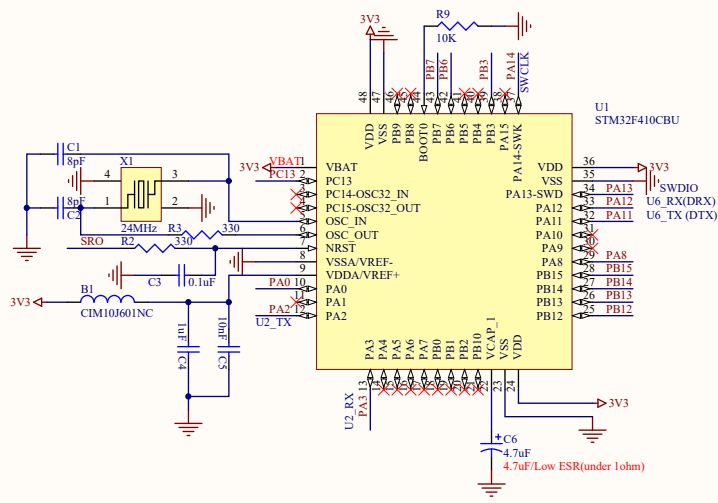 3V3
R9
10K
PB7
PB6
PB3
PA14
SWCLK
48
47
46
45
44
43
42
41
40
39
38
37
U1
STM32F410CBU
VDD
VSS
PB9
PB8
BOOT0
PB7
PB6
PB5
PB4
PB3
PA15
PA14-SWK
C1
8pF
X1
4
3
1
2
24MHz
8pF
C2
R3
330
SRO
R2
330
C3
0.1uF
3V3
B1
CIM10J601NC
1uF
C4
10nF
C5
3V3
VBAT
1
VBAT
PC13
2
PC13
3
PC14-OSC32_IN
4
PC15-OSC32_OUT
5
OSC_IN
6
OSC_OUT
7
NRST
8
VSSA/VREF-
9
VDDA/VREF+
PA0
10
PA0
11
PA1
PA2
12
PA2
U2_TX
VDD
36
3V3
VSS
35
PA13-SWD
34
PA13
SWDIO
PA12
33
PA12
U6_RX(DRX)
PA11
32
PA11
U6_TX (DTX)
PA10
31
PA9
30
PA8
29
PA8
PB15
28
PB15
PB14
27
PB14
PB13
26
PB13
PB12
25
PB12
PA3
PA4
PA5
PA6
PA7
PB0
PB1
PB2
PB10
VCAP_1
VSS
VDD
13
14
15
16
17
18
19
20
21
22
23
24
U2_RX
PA3
3V3
C6
4.7uF
4.7uF/Low ESR(under 1ohm)